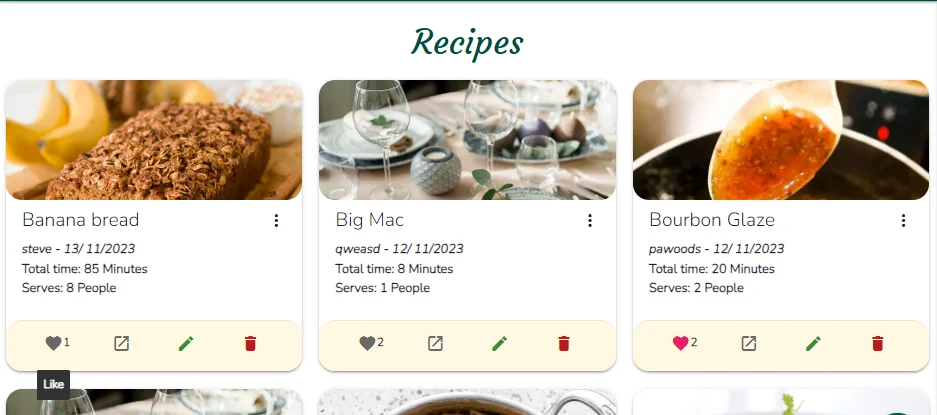 Recipes
Banana bread
steve - 13/ 11/2023
Total time: 85 Minutes
Serves: 8 People
1
Like
Big Mac
qweasd - 12/ 11/2023
Total time: 8 Minutes
Serves: 1 People
2
Bourbon Glaze
pawoods - 12/ 11/2023
Total time: 20 Minutes
Serves: 2 People
2